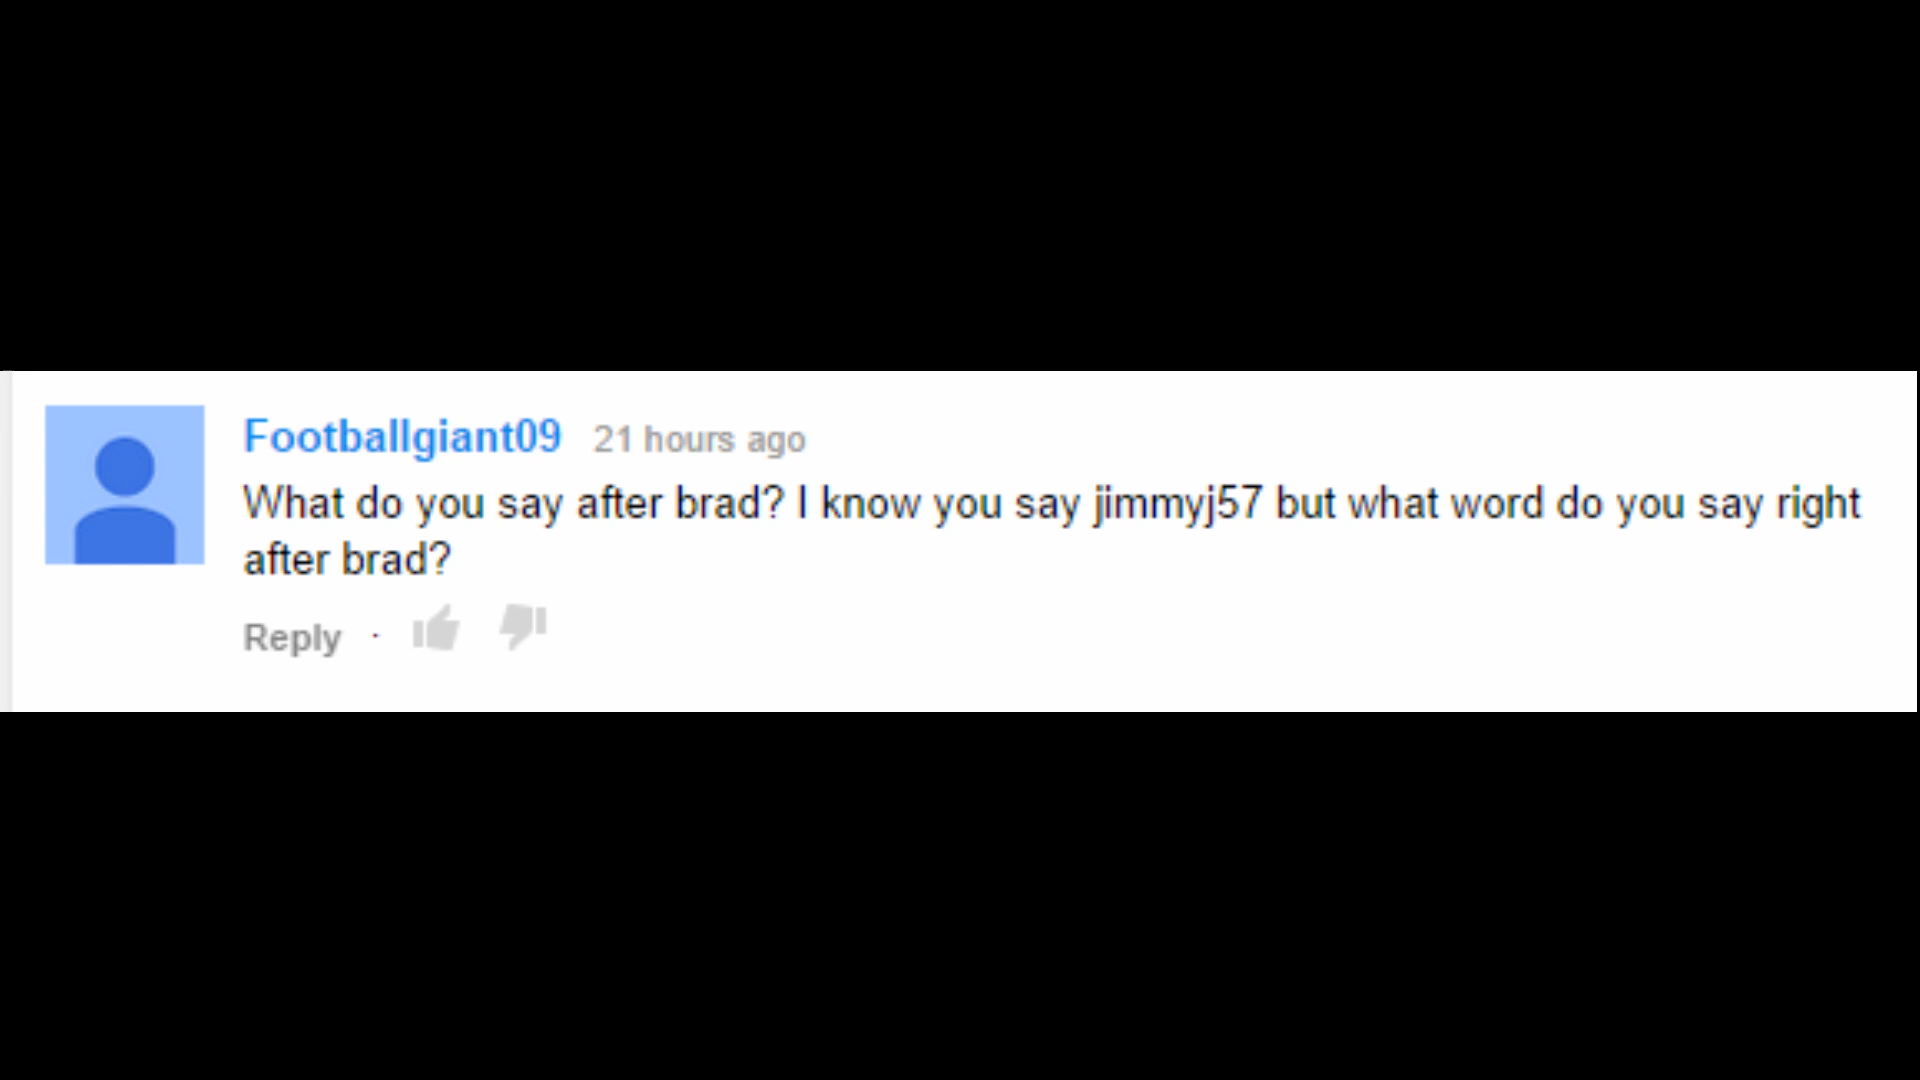 Footballgiant09 21 hours ago
What do you say after brad? I know you say jimmyj57 but what word do you say right
after brad?
Reply ·